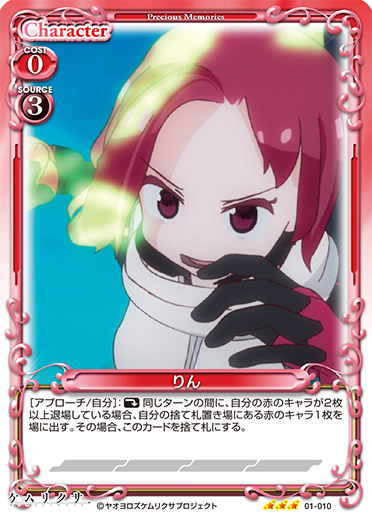 Precious Memories
Character
COST
0
SOURCE
3
りん
[アプローチ/自分]: 同じターンの間に、自分の赤のキャラが2枚
以上退場している場合、自分の捨て札置き場にある赤のキャラ1枚を
場に出す。その場合、このカードを捨て札にする。
ケムリクサ
©ヤオヨロズケムリクサプロジェクト
01-010